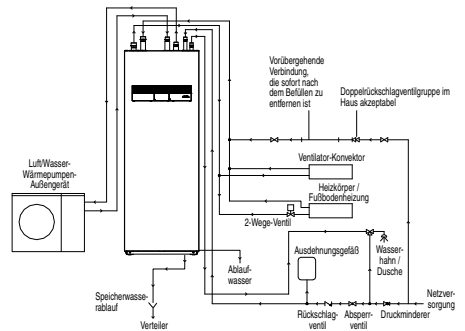 Vorübergehende
Verbindung,
die sofort nach
dem Befüllen zu
entfernen ist
Doppelrückschlagventilgruppe im
Haus akzeptabel
Luft/Wasser-
Wärmepumpen-
Außengerät
Ventilator-Konvektor
Heizkörper /
Fußbodenheizung
2-Wege-Ventil
Ausdehnungsgefäß
Wasser-
hahn /
Dusche
Ablauf-
wasser
Speicherwasse-
rablauf
Verteiler
Rückschlag-
ventil
Absperr-
ventil
Druckminderer
Netzver-
sorgung